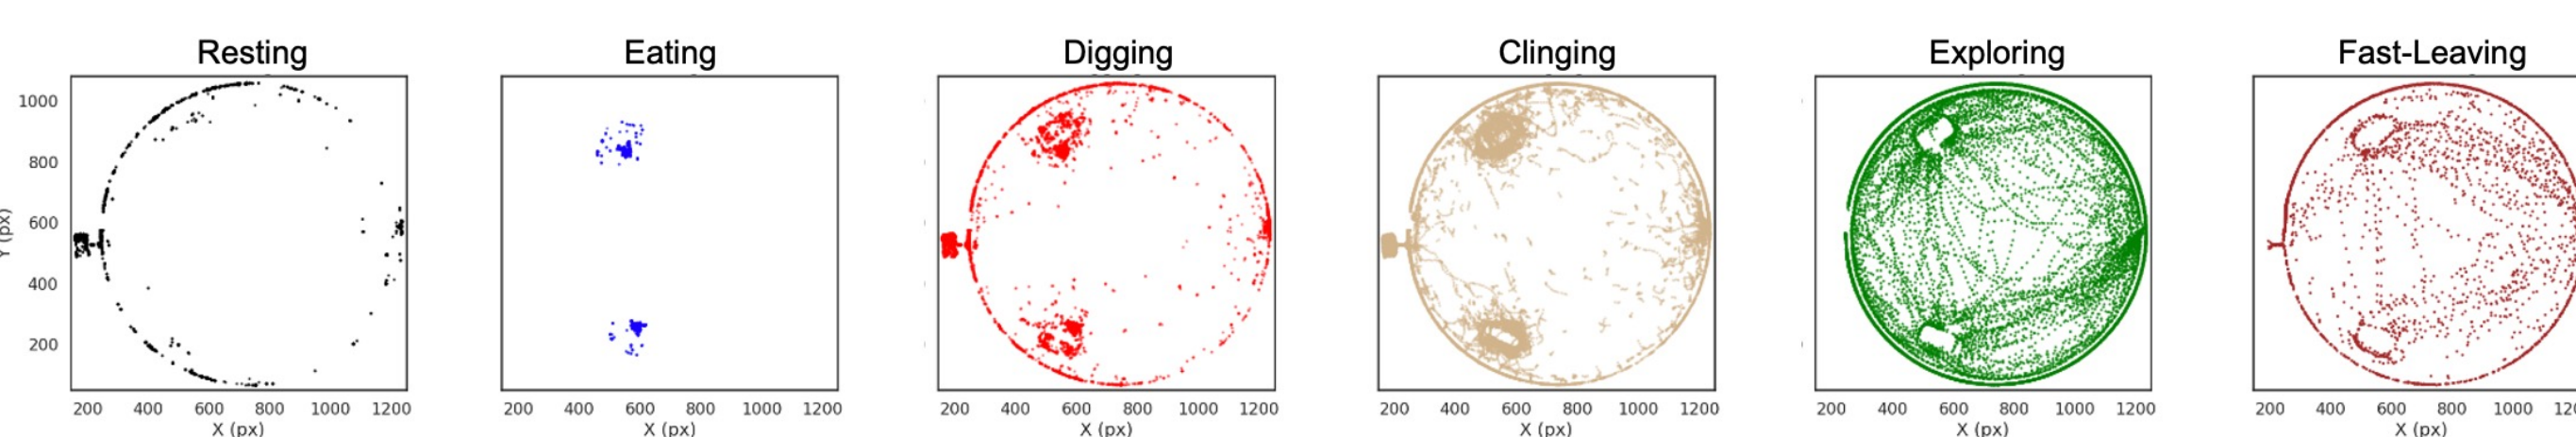 Resting Eating Digging Clinging Exploring Fast-Leaving
1000
800
600
400
200
Y (px)
200 400 600 800 1000 1200 200 400 600 800 1000 1200 200 400 600 800 1000 1200 200 400 600 800 1000 1200 200 400 600 800 1000 1200 200 400 600 800 1000 120
X (px) X (px) X (px) X (px) X (px) X (px)